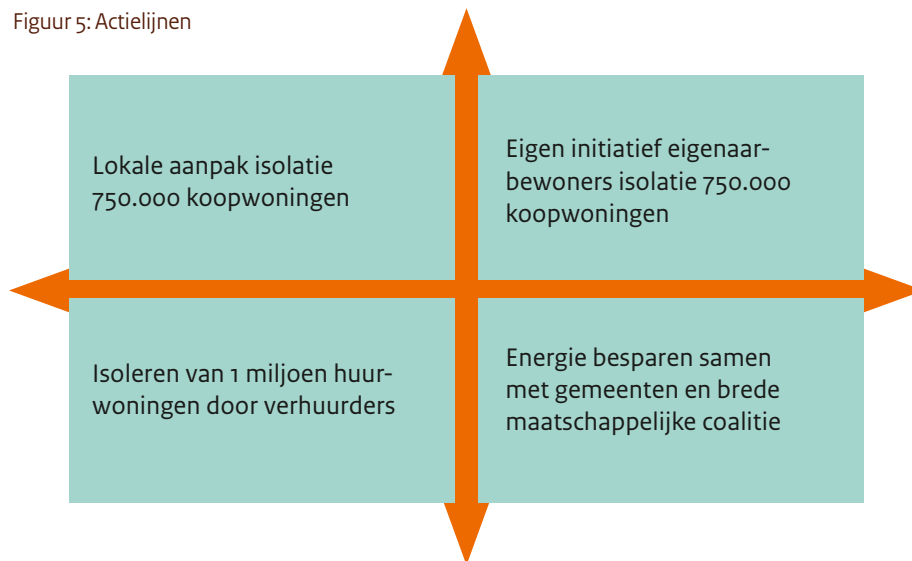 Figuur 5: Actielijnen
Lokale aanpak isolatie
750.000 koopwoningen
Eigen initiatief eigenaar-
bewoners isolatie 750.000
koopwoningen
Isoleren van 1 miljoen huur-
woningen door verhuurders
Energie besparen samen
met gemeenten en brede
maatschappelijke coalitie